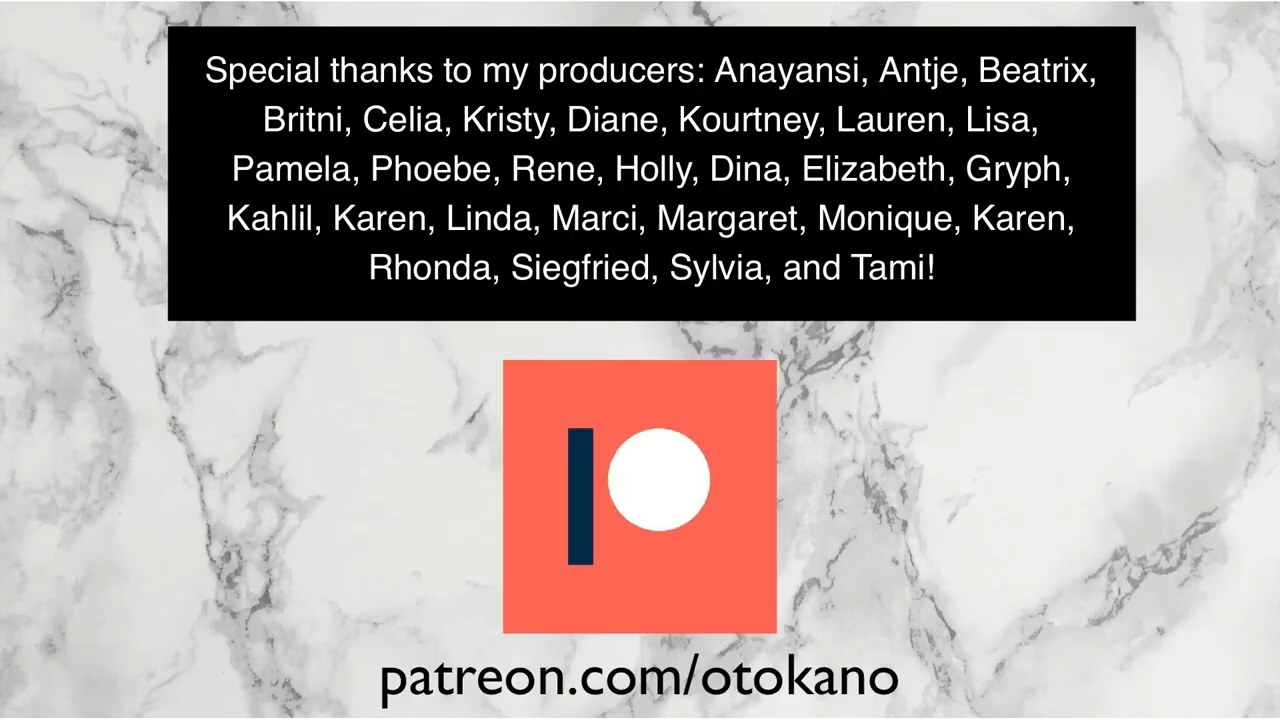 Special thanks to my producers: Anayansi, Antje, Beatrix,
Britni, Celia, Kristy, Diane, Kourtney, Lauren, Lisa,
Pamela, Phoebe, Rene, Holly, Dina, Elizabeth, Gryph,
Kahlil, Karen, Linda, Marci, Margaret, Monique, Karen,
Rhonda, Siegfried, Sylvia, and Tami!
patreon.com/otokano